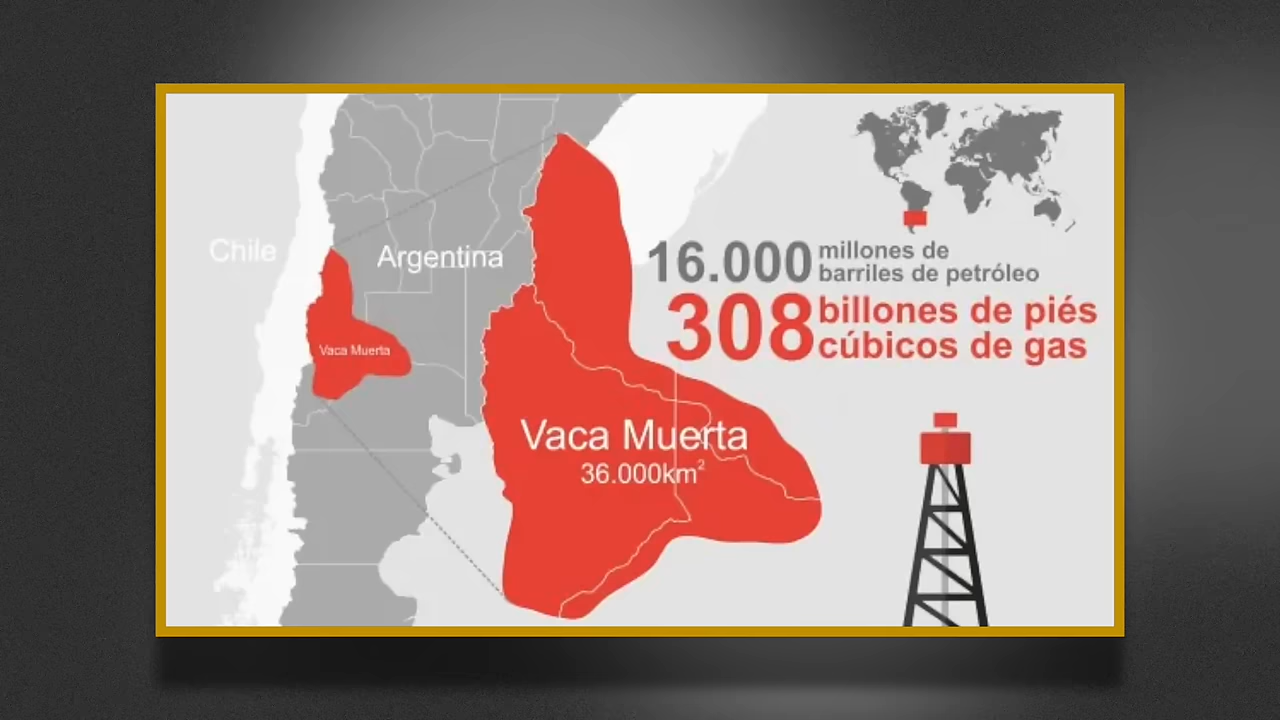 Chile
Argentina
Vaca Muerta
16.000 millones de
barriles de petróleo
308 billones de piés
cúbicos de gas
Vaca Muerta
36.000km²